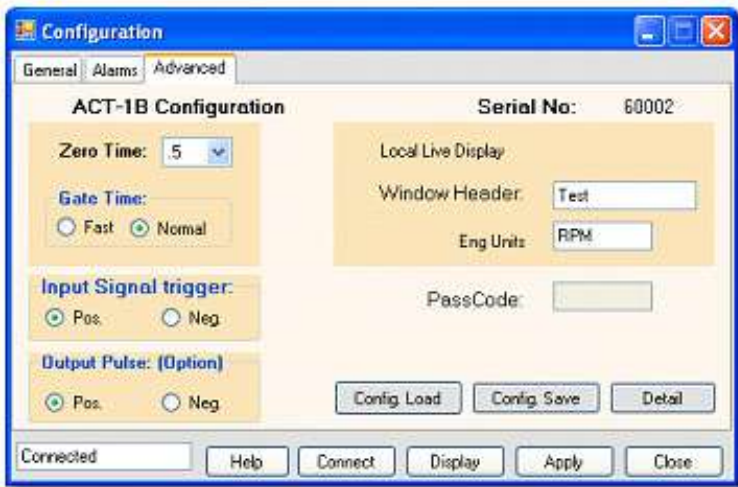 Configuration
General Alarms Advanced
ACT-1B Configuration
Serial No: 60002
Zero Time: .5
Local Live Display
Gate Time:
Fast Normal
Window Header: Test
Eng Units RPM
Input Signal trigger:
Pos. Neg.
PassCode:
Output Pulse: (Option)
Pos. Neg.
Config. Load Config. Save Detail
Connected Help Connect Display Apply Close